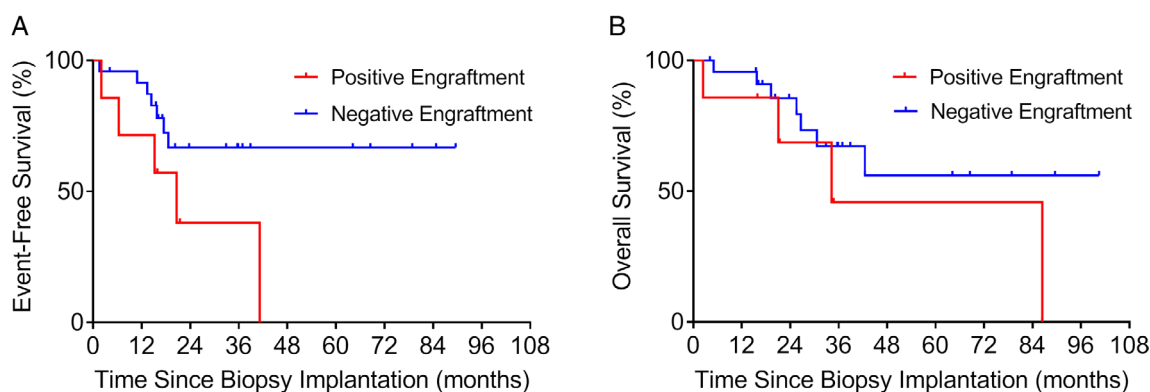 A
Event-Free Survival (%)
100
50
0
Positive Engraftment
Negative Engraftment
0 12 24 36 48 60 72 84 96 108
Time Since Biopsy Implantation (months)
B
Overall Survival (%)
100
50
0
Positive Engraftment
Negative Engraftment
0 12 24 36 48 60 72 84 96 108
Time Since Biopsy Implantation (months)